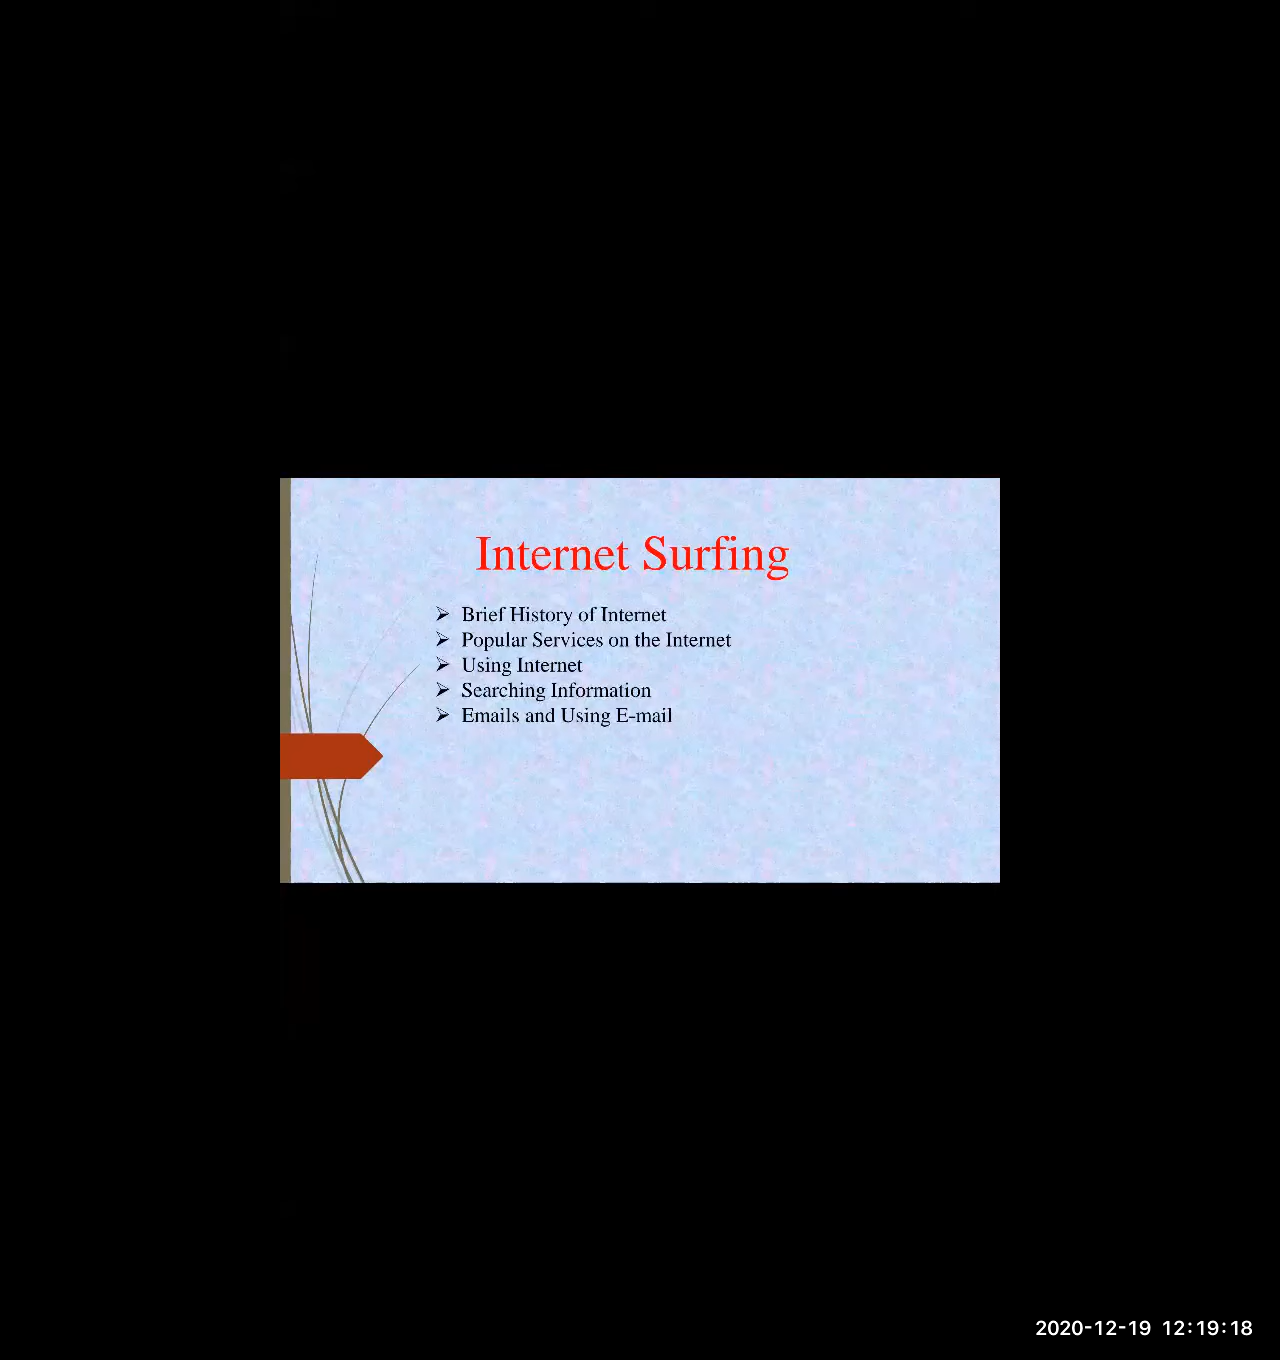 Internet Surfing
➢ Brief History of Internet
➢ Popular Services on the Internet
➢ Using Internet
➢ Searching Information
➢ Emails and Using E-mail
2020-12-19 12:19:18